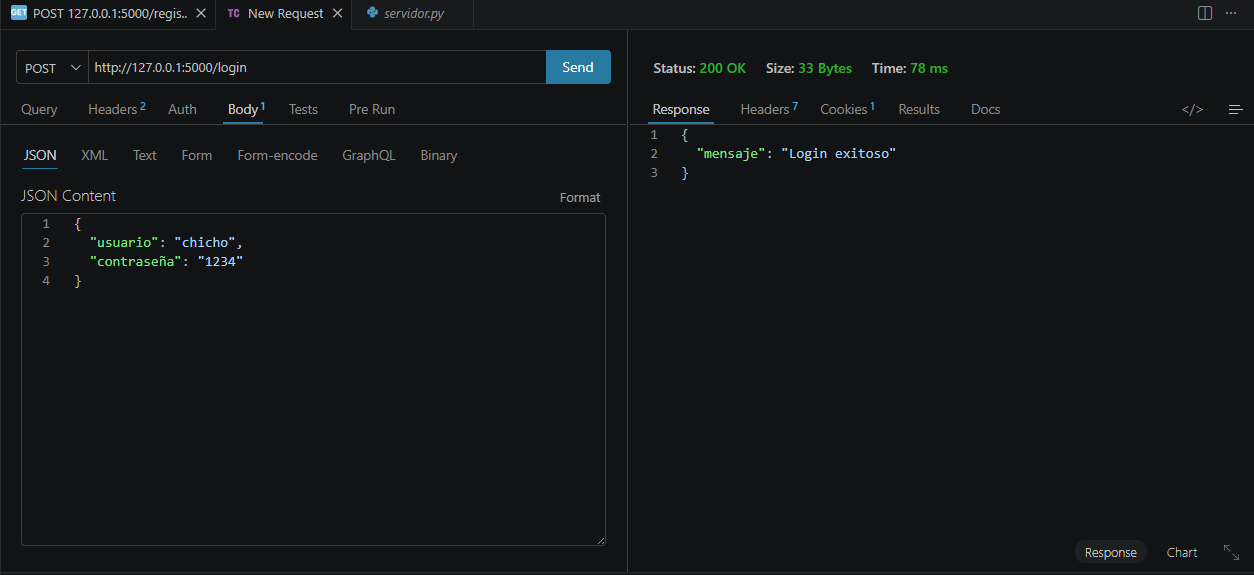 GET POST 127.0.0.1:5000/regis.. × TC New Request × servidor.py ...
POST http://127.0.0.1:5000/login Send
Query Headers 2 Auth Body 1 Tests Pre Run
JSON XML Text Form Form-encode GraphQL Binary
JSON Content Format
1 {
2 "usuario": "chicho",
3 "contraseña": "1234"
4 }
Status: 200 OK Size: 33 Bytes Time: 78 ms
Response Headers 7 Cookies 1 Results Docs </>
1 {
2 "mensaje": "Login exitoso"
3 }
Response Chart